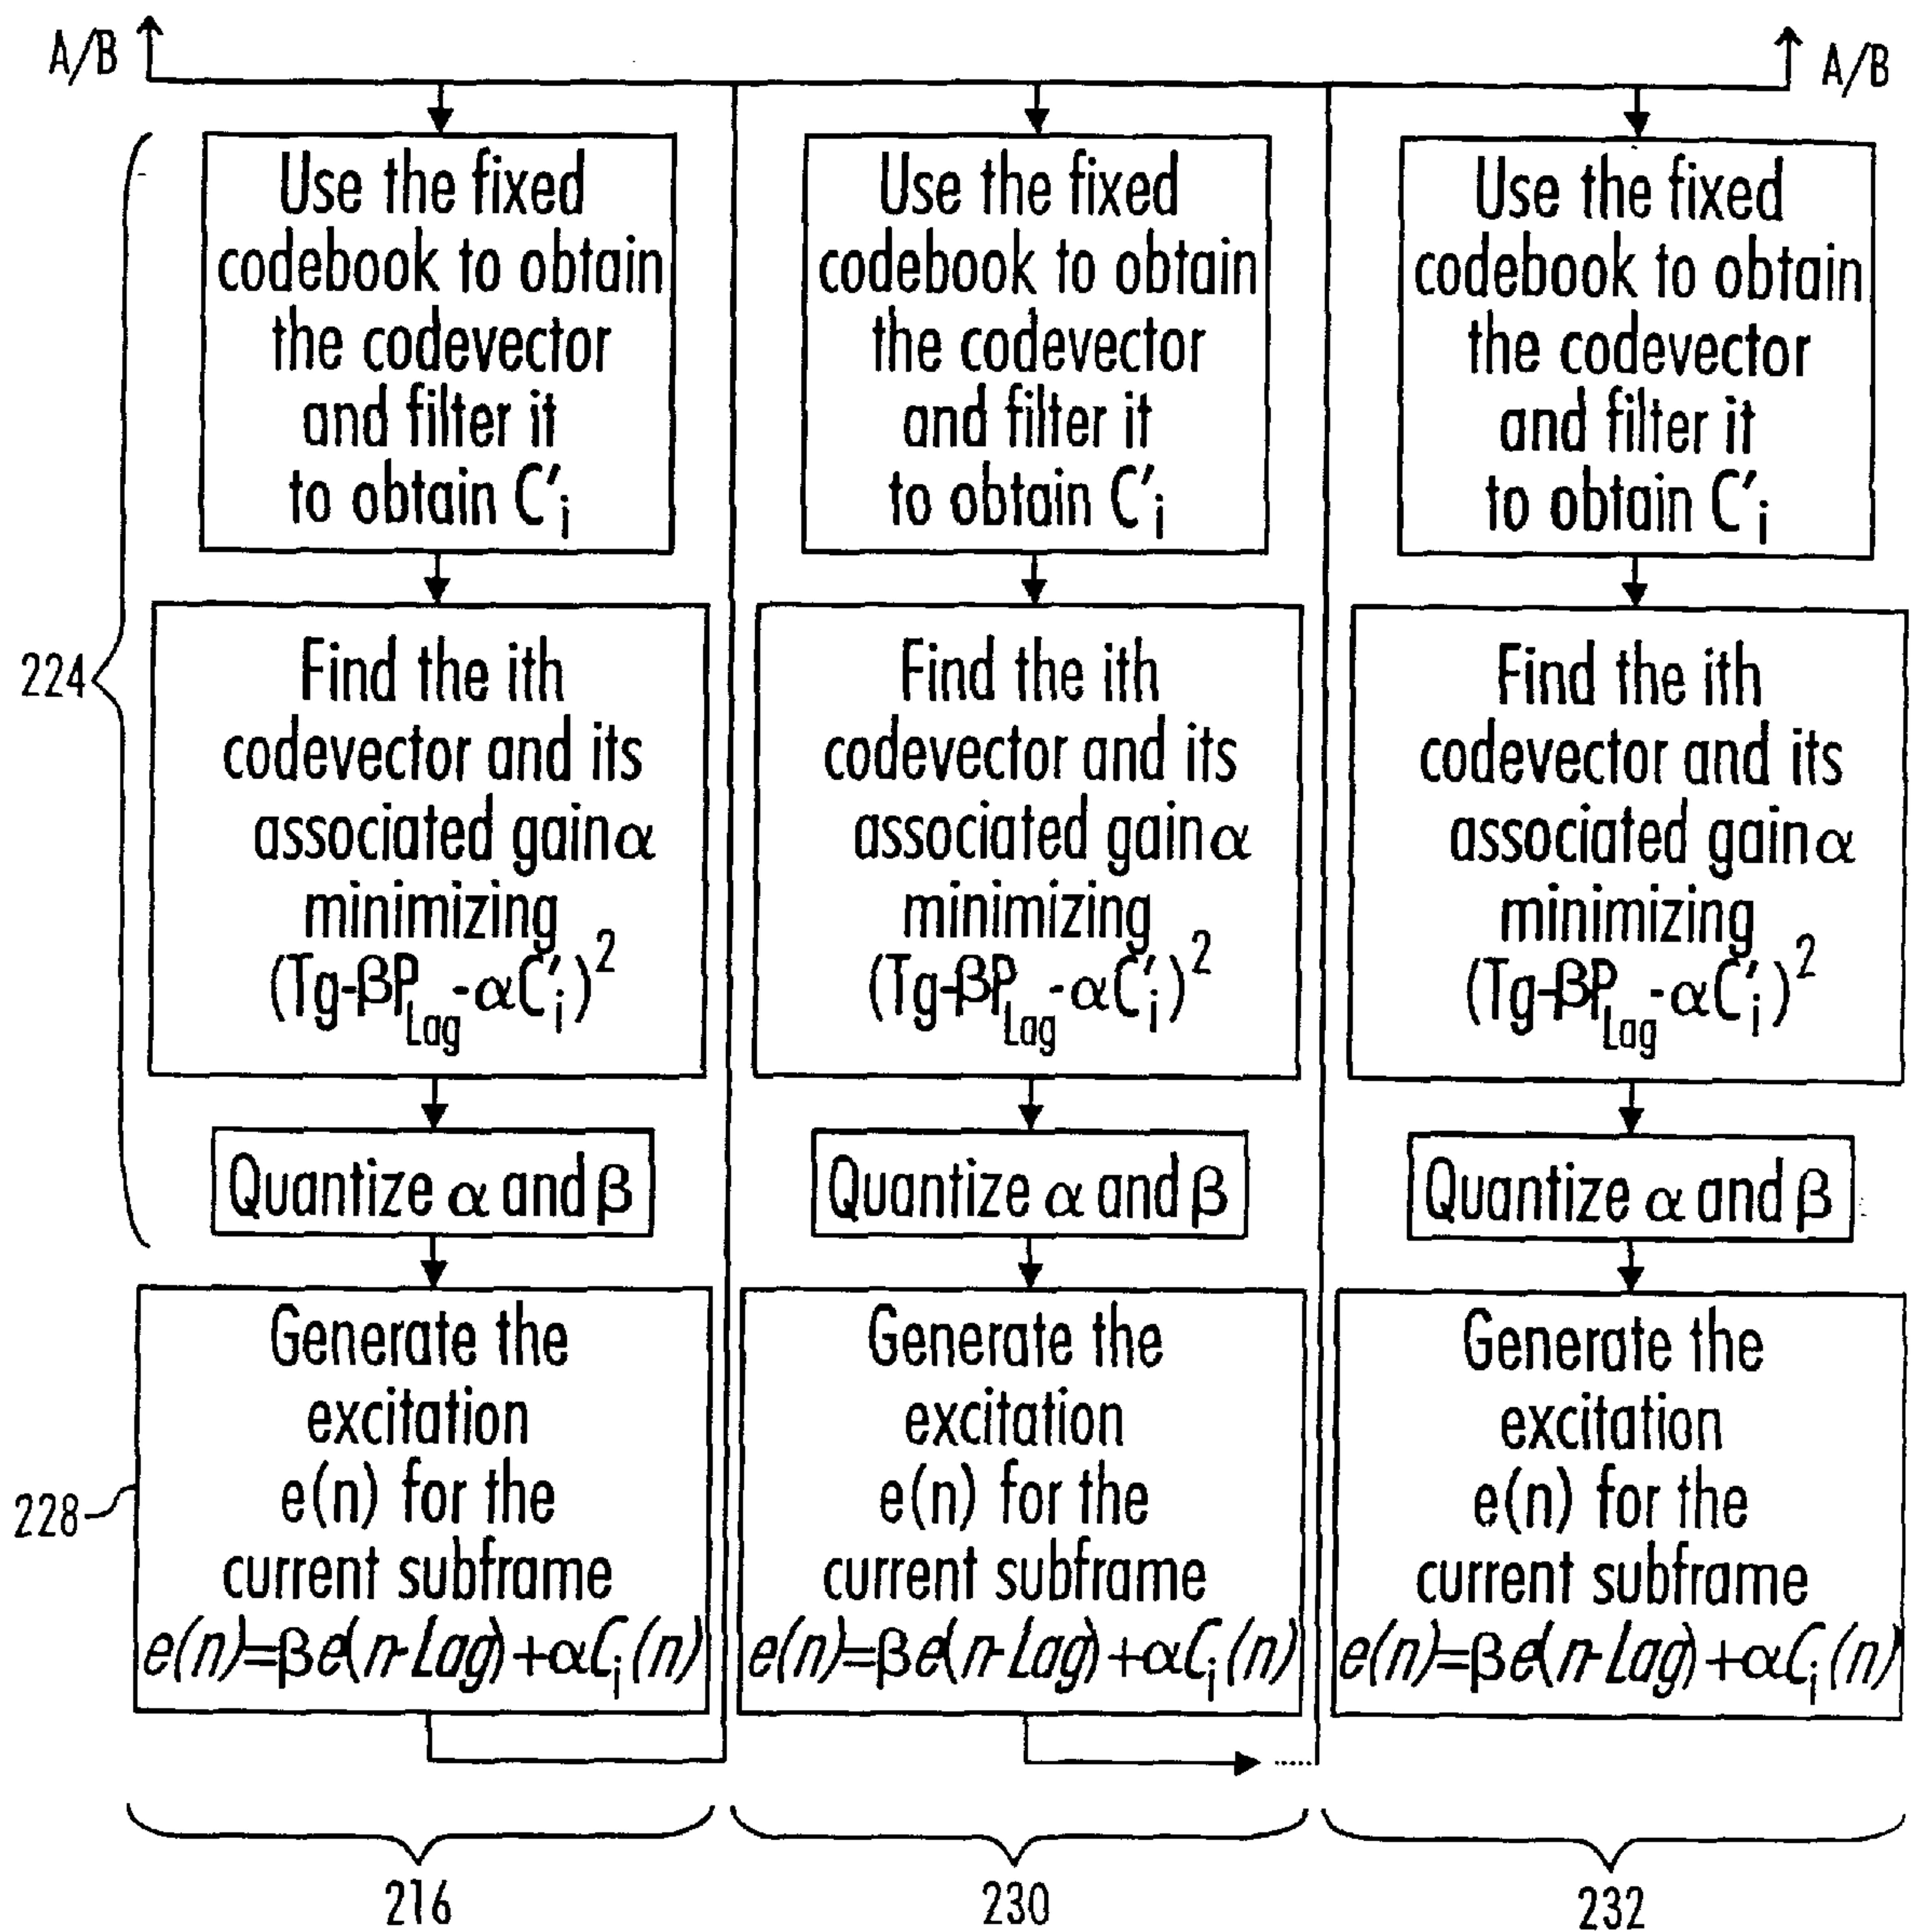 A/B
A/B
Use the fixed
codebook to obtain
the codevector
and filter it
to obtain C′i
Find the ith
codevector and its
associated gain α
minimizing
(Tg-βPLag-αC′i)²
Quantize α and β
224
Generate the
excitation
e(n) for the
current subframe
e(n)=βe(n-Lag)+αCi(n)
228
216
Use the fixed
codebook to obtain
the codevector
and filter it
to obtain C′i
Find the ith
codevector and its
associated gain α
minimizing
(Tg-βPLag-αC′i)²
Quantize α and β
Generate the
excitation
e(n) for the
current subframe
e(n)=βe(n-Lag)+αCi(n)
230
Use the fixed
codebook to obtain
the codevector
and filter it
to obtain C′i
Find the ith
codevector and its
associated gain α
minimizing
(Tg-βPLag-αC′i)²
Quantize α and β
Generate the
excitation
e(n) for the
current subframe
e(n)=βe(n-Lag)+αCi(n)
232